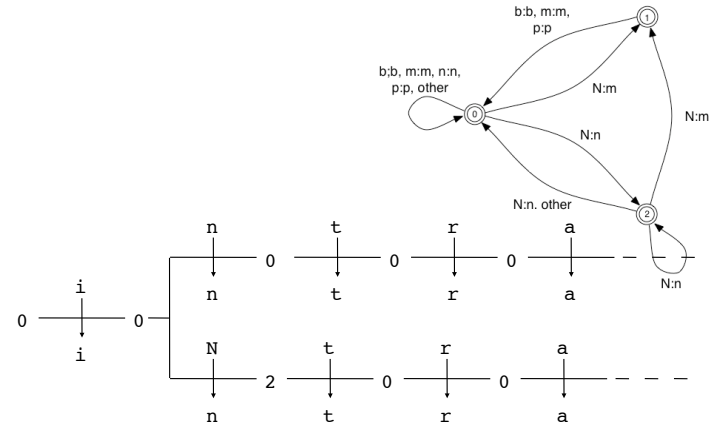 b:b, m:m,
p:p
1
b;b, m:m, n:n,
p:p, other
N:m
0
N:n
N:m
N:n. other
2
N:n
n t r a
0 0 0
n t r a
i
0 0
i
N t r a
2 0 0
n t r a